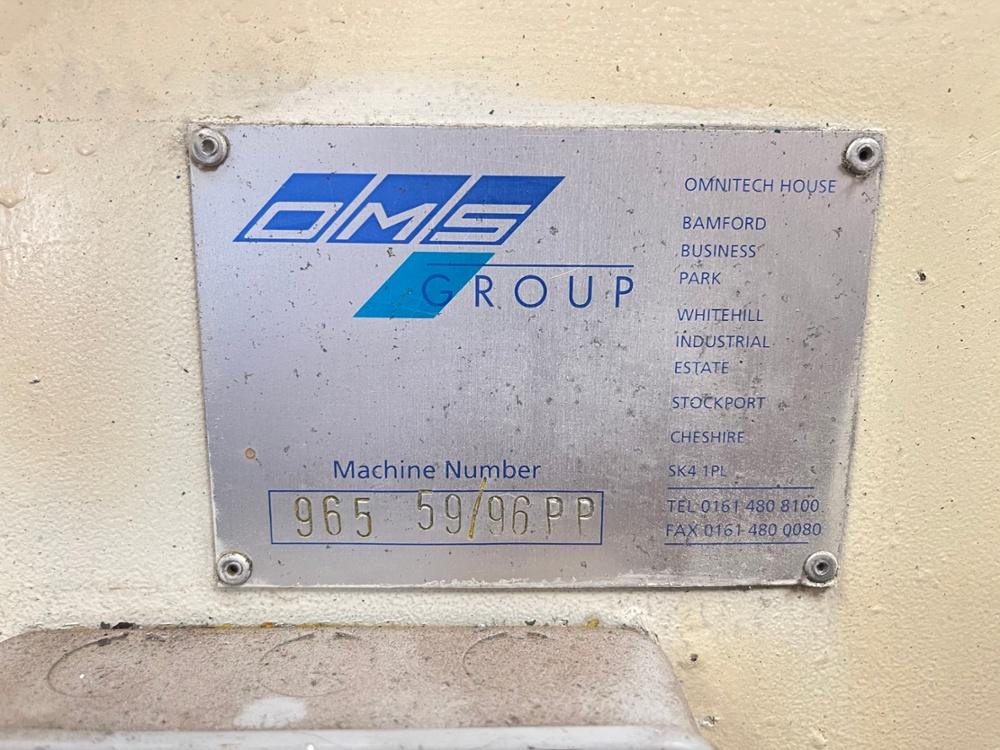 OMS
GROUP
OMNITECH HOUSE
BAMFORD
BUSINESS
PARK
WHITEHILL
INDUSTRIAL
ESTATE
STOCKPORT
CHESHIRE
SK4 1PL
TEL 0161 480 8100
FAX 0161 480 0080
Machine Number
965 59/96 PP